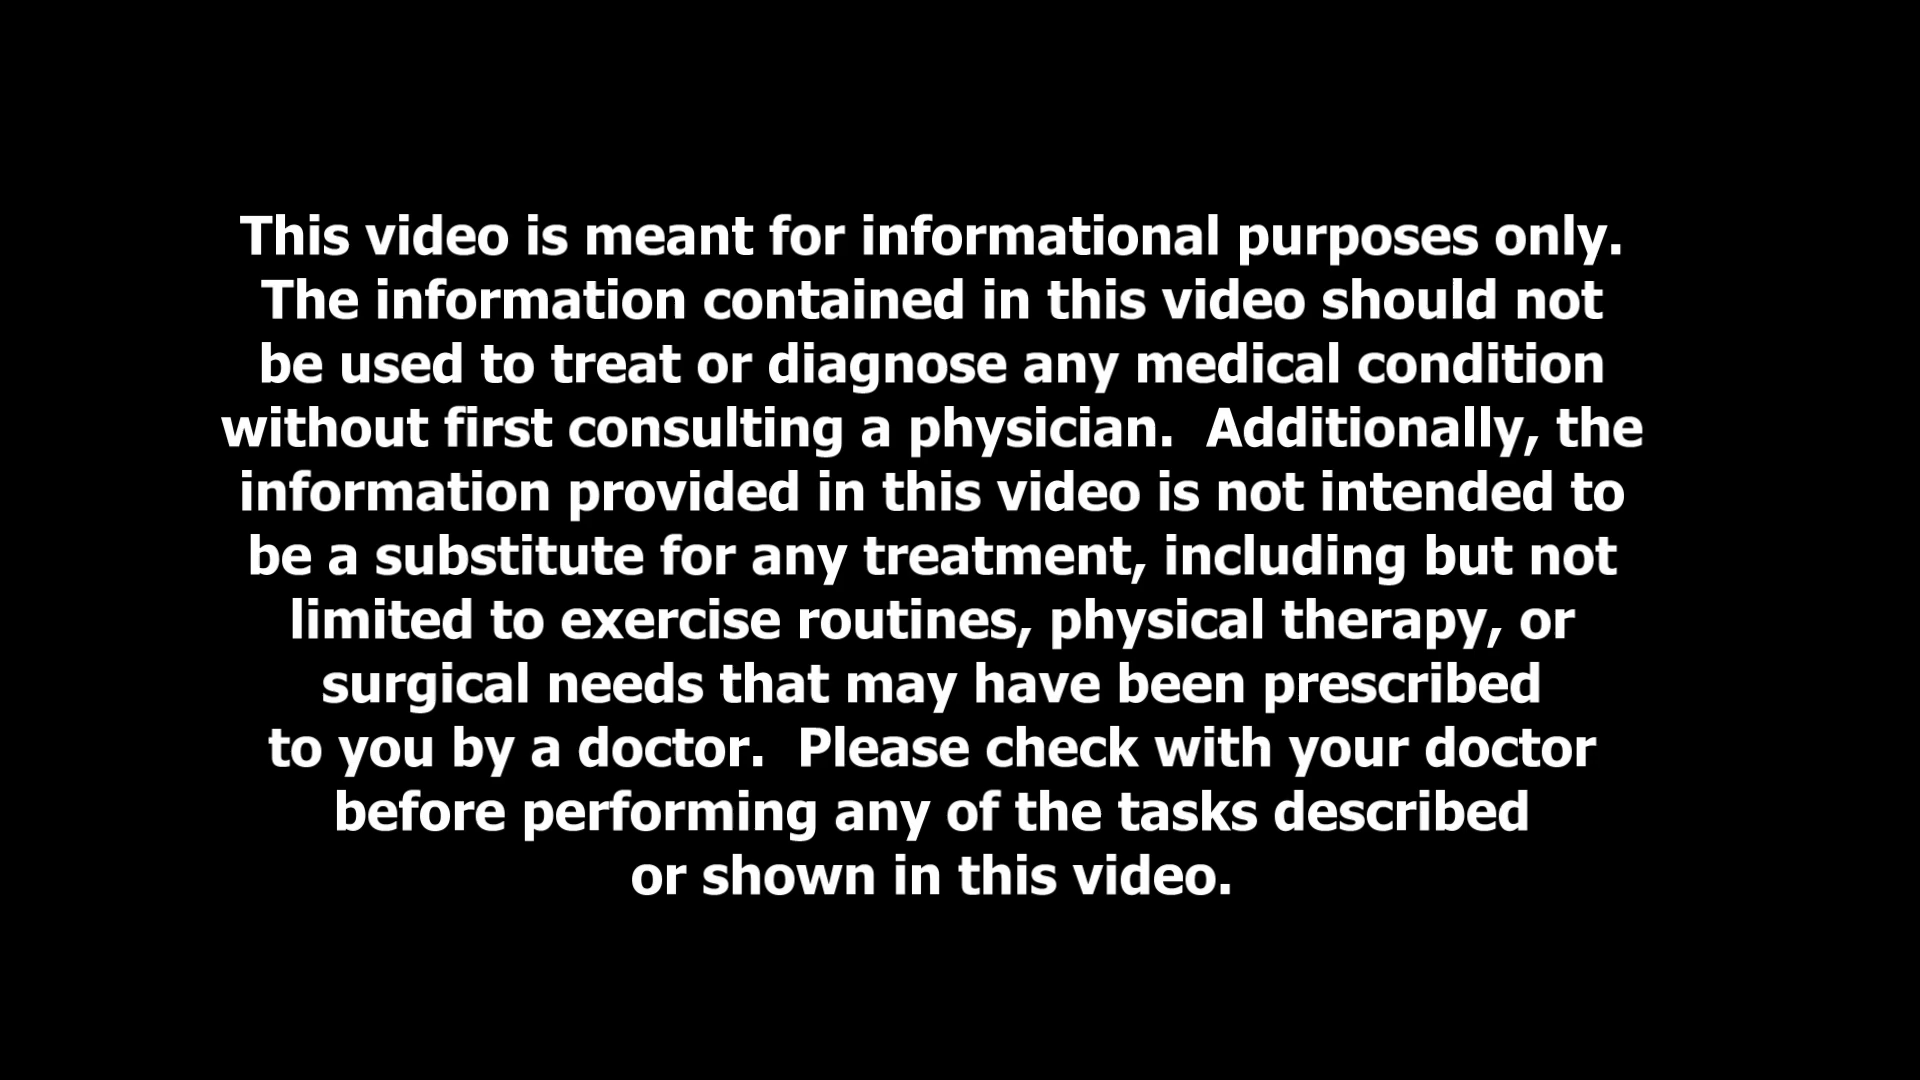 This video is meant for informational purposes only.
The information contained in this video should not
be used to treat or diagnose any medical condition
without first consulting a physician.  Additionally, the
information provided in this video is not intended to
be a substitute for any treatment, including but not
limited to exercise routines, physical therapy, or
surgical needs that may have been prescribed
to you by a doctor.  Please check with your doctor
before performing any of the tasks described
or shown in this video.